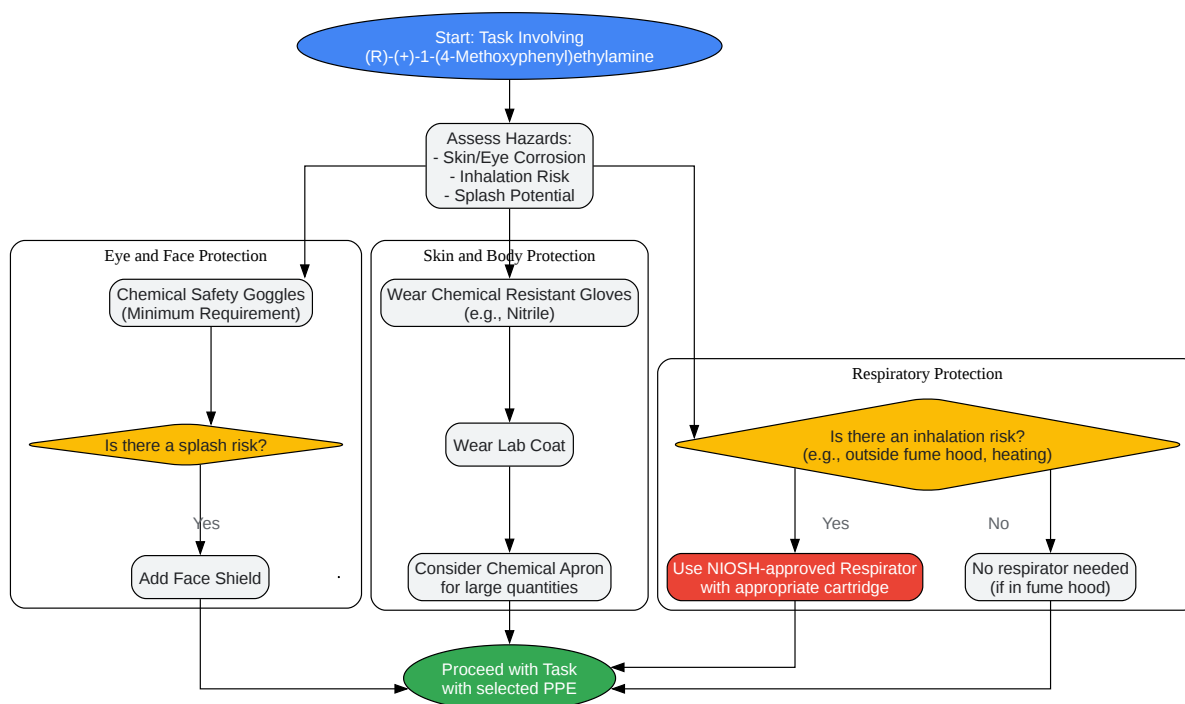 Start: Task Involving
(R)-(+)-1-(4-Methoxyphenyl)ethylamine
Assess Hazards:
- Skin/Eye Corrosion
- Inhalation Risk
- Splash Potential
Eye and Face Protection
Chemical Safety Goggles
(Minimum Requirement)
Is there a splash risk?
Yes
Add Face Shield
.
Skin and Body Protection
Wear Chemical Resistant Gloves
(e.g., Nitrile)
Wear Lab Coat
Consider Chemical Apron
for large quantities
Respiratory Protection
Is there an inhalation risk?
(e.g., outside fume hood, heating)
Yes
No
Use NIOSH-approved Respirator
with appropriate cartridge
No respirator needed
(if in fume hood)
Proceed with Task
with selected PPE